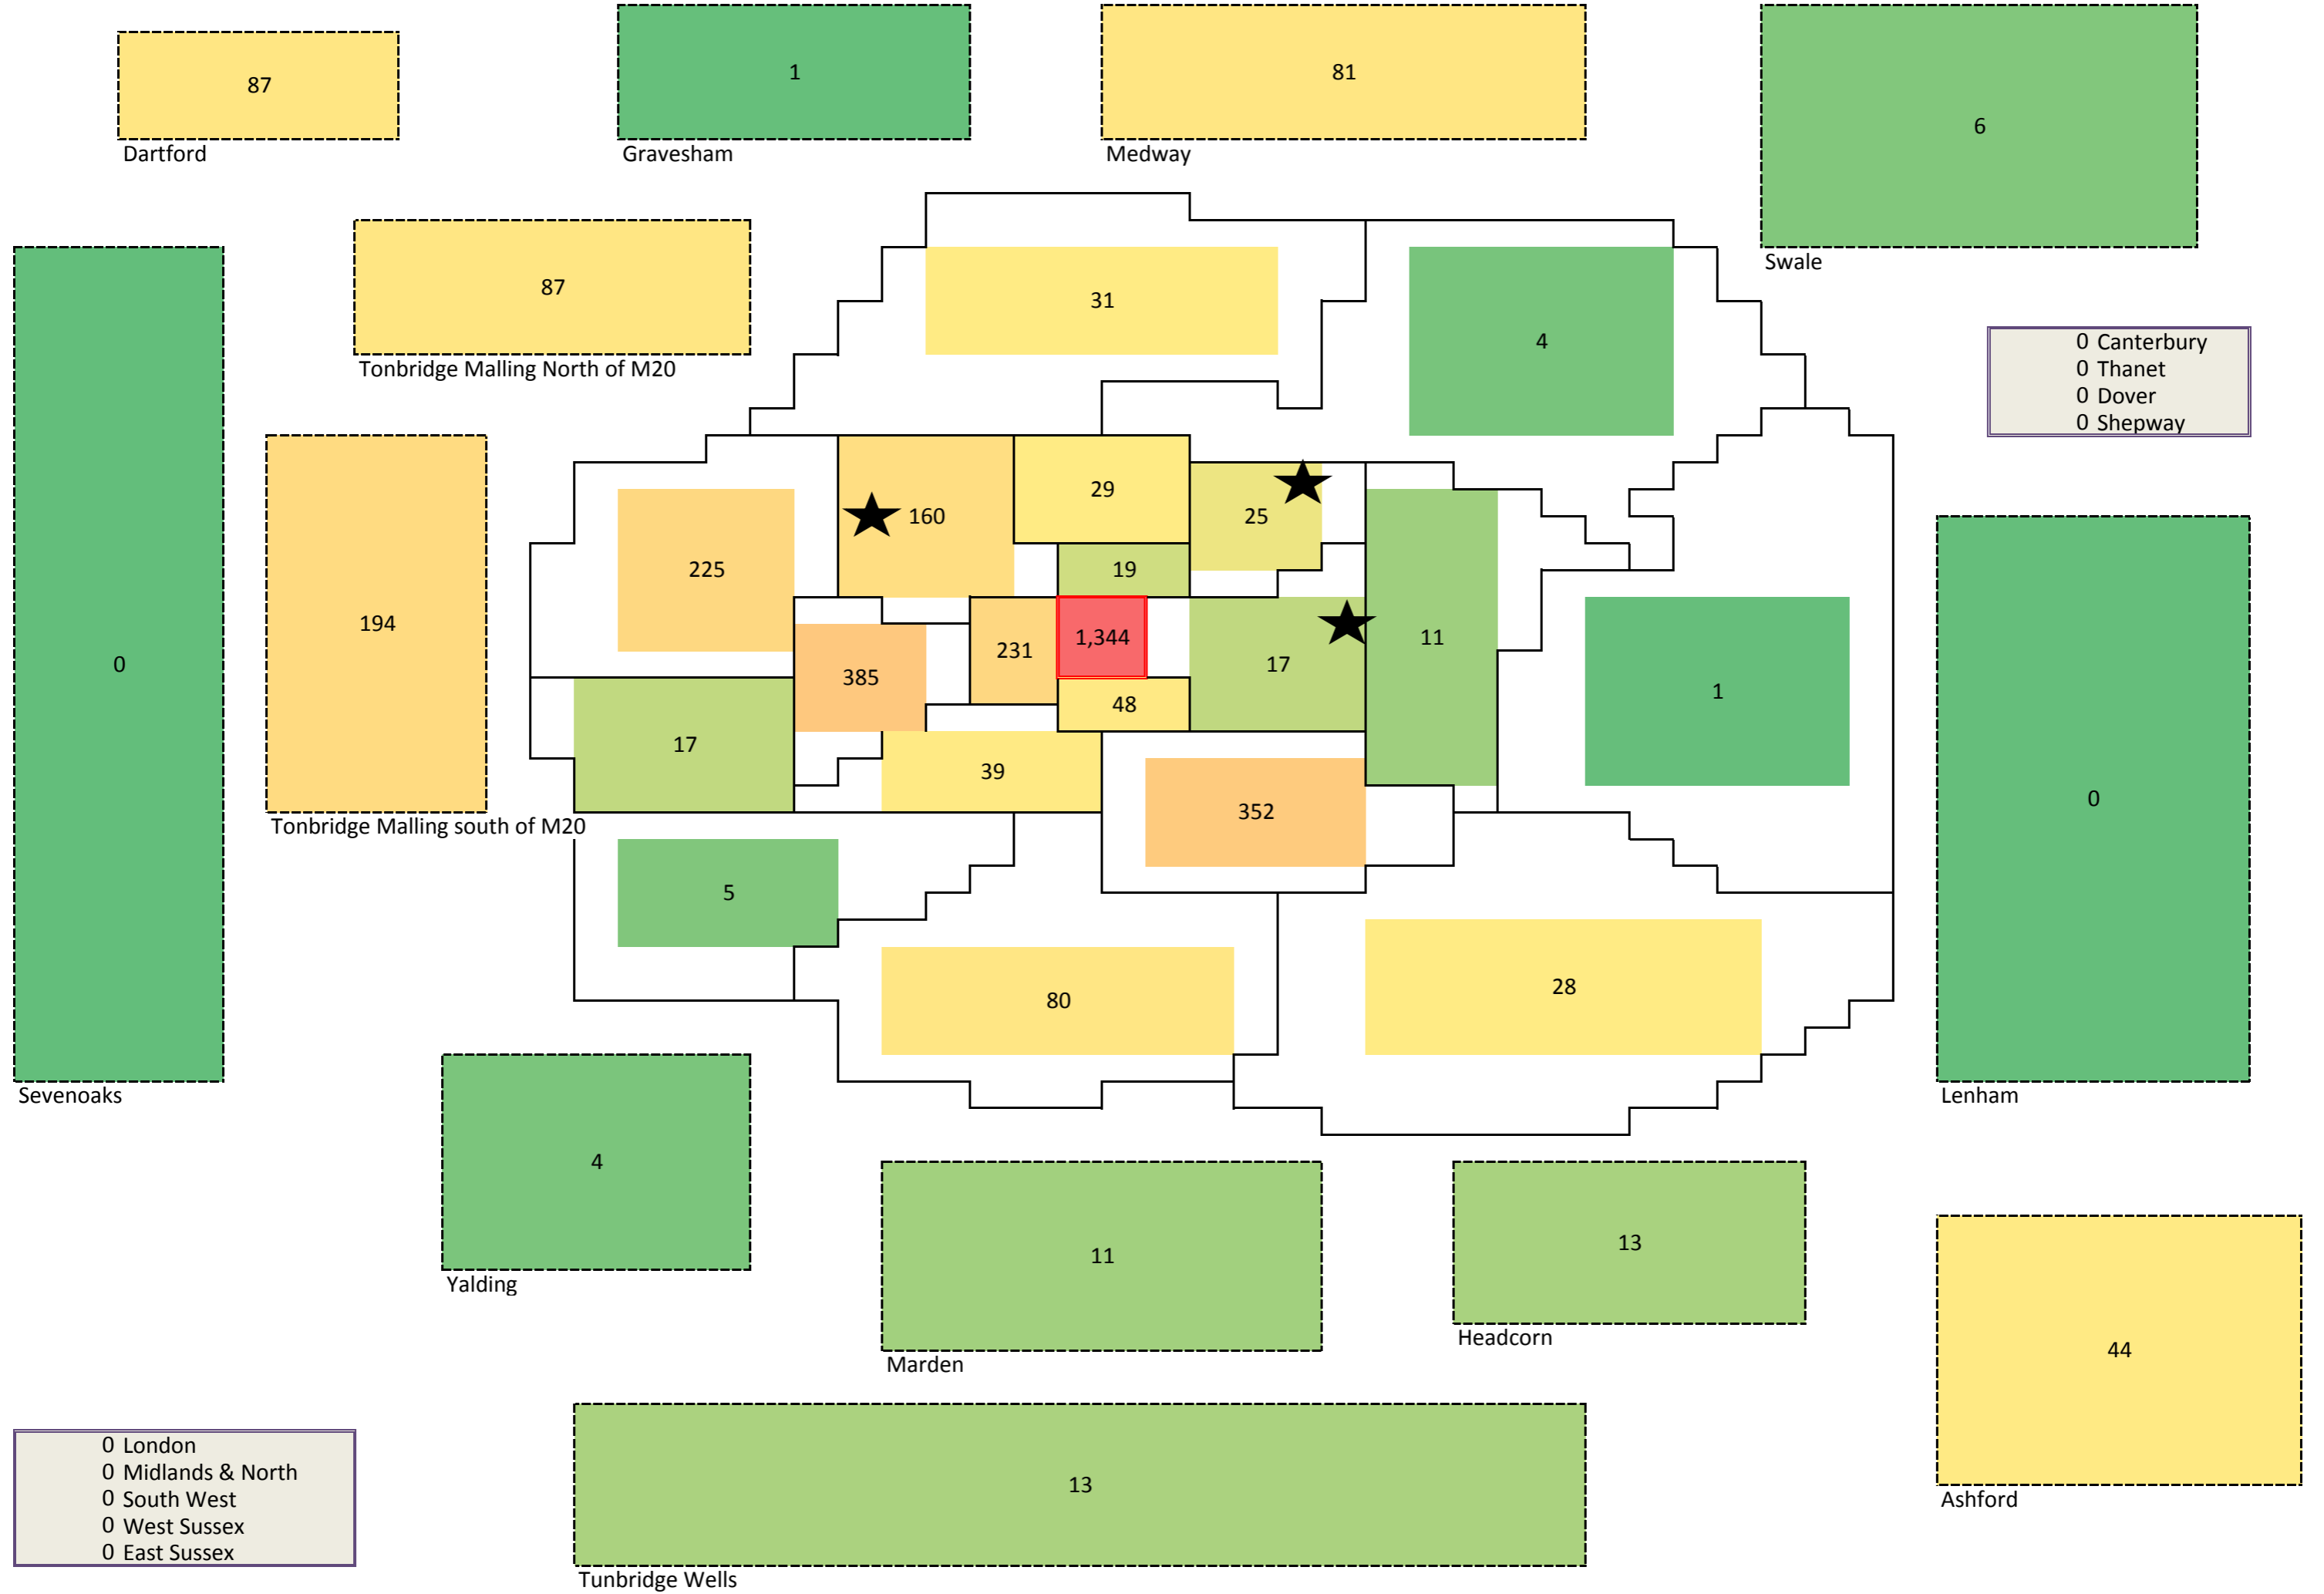 87
Dartford
1
Gravesham
81
Medway
6
Swale
87
Tonbridge Malling North of M20
0
Sevenoaks
194
Tonbridge Malling south of M20
31
4
0 Canterbury
0 Thanet
0 Dover
0 Shepway
160
29
25
225
19
385
231
1,344
17
11
1
48
17
39
352
0
Lenham
5
80
28
4
Yalding
11
Marden
13
Headcorn
44
Ashford
0 London
0 Midlands & North
0 South West
0 West Sussex
0 East Sussex
13
Tunbridge Wells